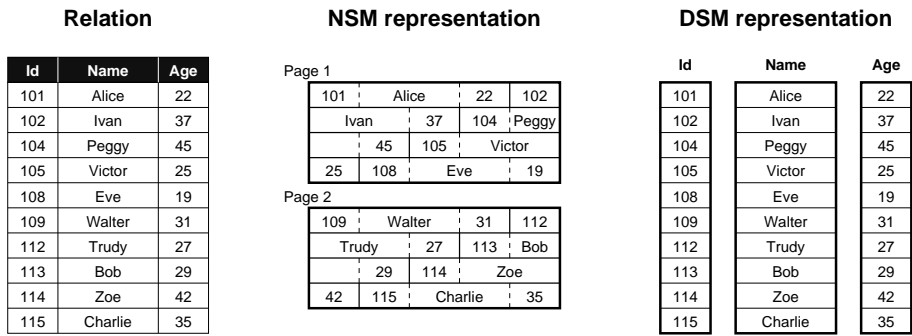 Relation
Id Name Age
101 Alice 22
102 Ivan 37
104 Peggy 45
105 Victor 25
108 Eve 19
109 Walter 31
112 Trudy 27
113 Bob 29
114 Zoe 42
115 Charlie 35
NSM representation
Page 1
101 Alice 22 102
Ivan 37 104 Peggy
45 105 Victor
25 108 Eve 19
Page 2
109 Walter 31 112
Trudy 27 113 Bob
29 114 Zoe
42 115 Charlie 35
DSM representation
Id Name Age
101 Alice 22
102 Ivan 37
104 Peggy 45
105 Victor 25
108 Eve 19
109 Walter 31
112 Trudy 27
113 Bob 29
114 Zoe 42
115 Charlie 35